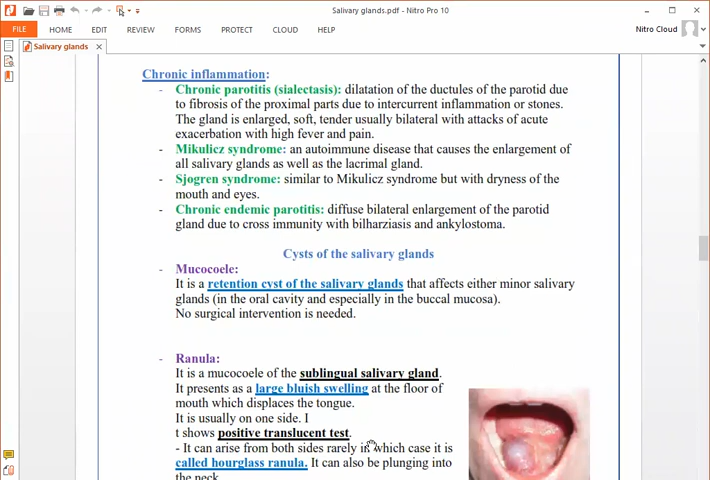 Salivary glands.pdf - Nitro Pro 10
FILE HOME EDIT REVIEW FORMS PROTECT CLOUD HELP Nitro Cloud
Salivary glands
Chronic inflammation:
- Chronic parotitis (sialectasis): dilatation of the ductules of the parotid due
to fibrosis of the proximal parts due to intercurrent inflammation or stones.
The gland is enlarged, soft, tender usually bilateral with attacks of acute
exacerbation with high fever and pain.
- Mikulicz syndrome: an autoimmune disease that causes the enlargement of
all salivary glands as well as the lacrimal gland.
- Sjogren syndrome: similar to Mikulicz syndrome but with dryness of the
mouth and eyes.
- Chronic endemic parotitis: diffuse bilateral enlargement of the parotid
gland due to cross immunity with bilharziasis and ankylostoma.
Cysts of the salivary glands
- Mucocoele:
It is a retention cyst of the salivary glands that affects either minor salivary
glands (in the oral cavity and especially in the buccal mucosa).
No surgical intervention is needed.
- Ranula:
It is a mucocoele of the sublingual salivary gland.
It presents as a large bluish swelling at the floor of
mouth which displaces the tongue.
It is usually on one side. I
t shows positive translucent test.
- It can arise from both sides rarely in which case it is
called hourglass ranula. It can also be plunging into
the neck.